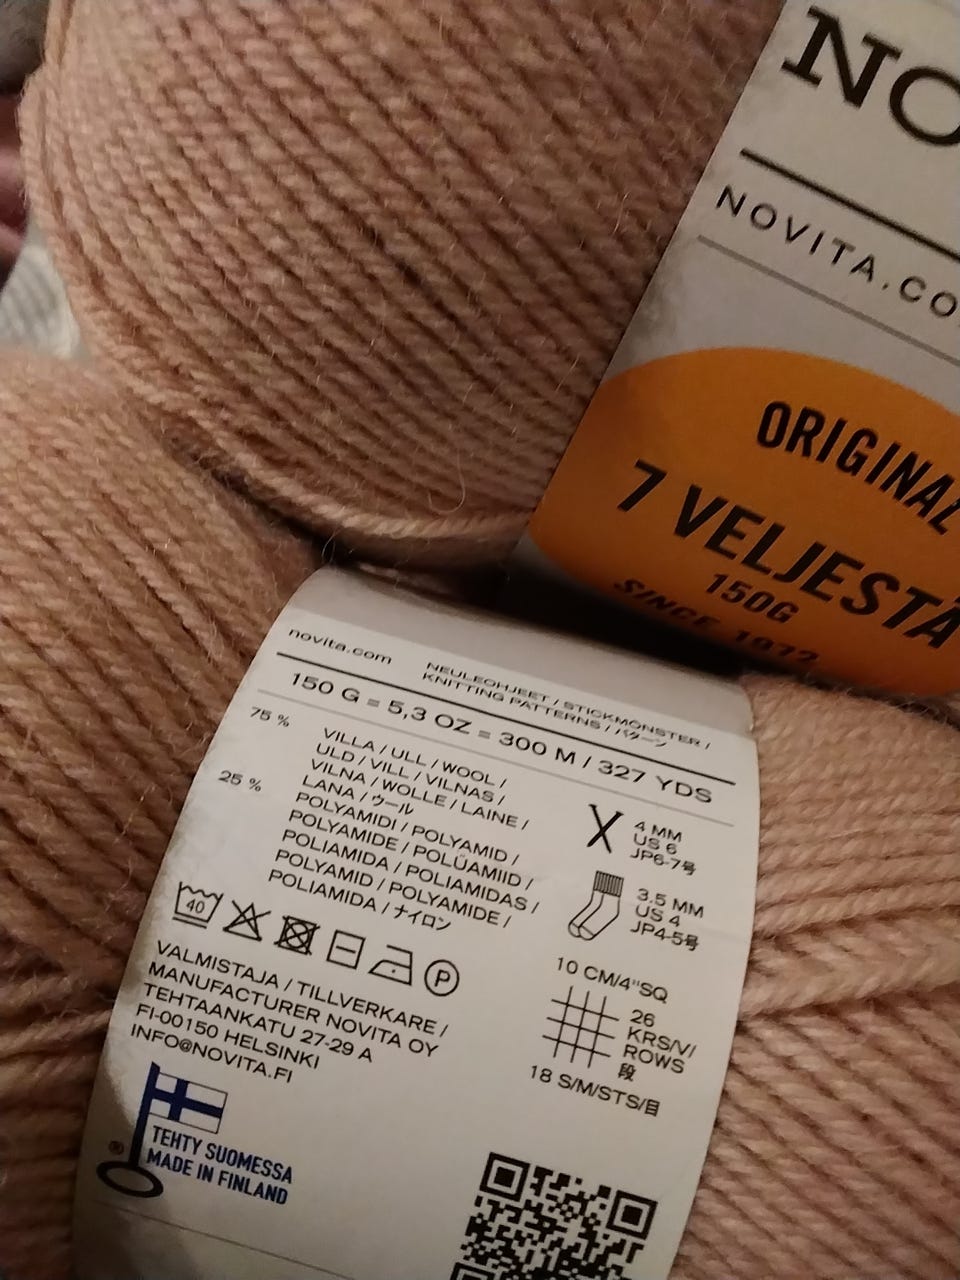 NO
NOVITA.CO
ORIGINAL
7 VELJESTÄ
150G
SINCE 1972
novita.com
NEULEOHJEET / STICKMÖNSTER /
KNITTING PATTERNS / パターン
150 G = 5,3 OZ = 300 M / 327 YDS
75 %
VILLA / ULL / WOOL /
ULD / VILL / VILNAS /
VILNA / WOLLE / LAINE /
LANA / ウール
25 %
POLYAMIDI / POLYAMID /
POLYAMIDE / POLÜAMIID /
POLIAMIDA / POLIAMIDAS /
POLYAMID / POLYAMIDE /
POLIAMIDA / ナイロン
4 MM
US 6
JP6-7号
3.5 MM
US 4
JP4-5号
40
P
10 CM/4"SQ
26
KRS/V/
ROWS
段
18 S/M/STS/目
VALMISTAJA / TILLVERKARE /
MANUFACTURER NOVITA OY
TEHTAANKATU 27-29 A
FI-00150 HELSINKI
INFO@NOVITA.FI
®
TEHTY SUOMESSA
MADE IN FINLAND